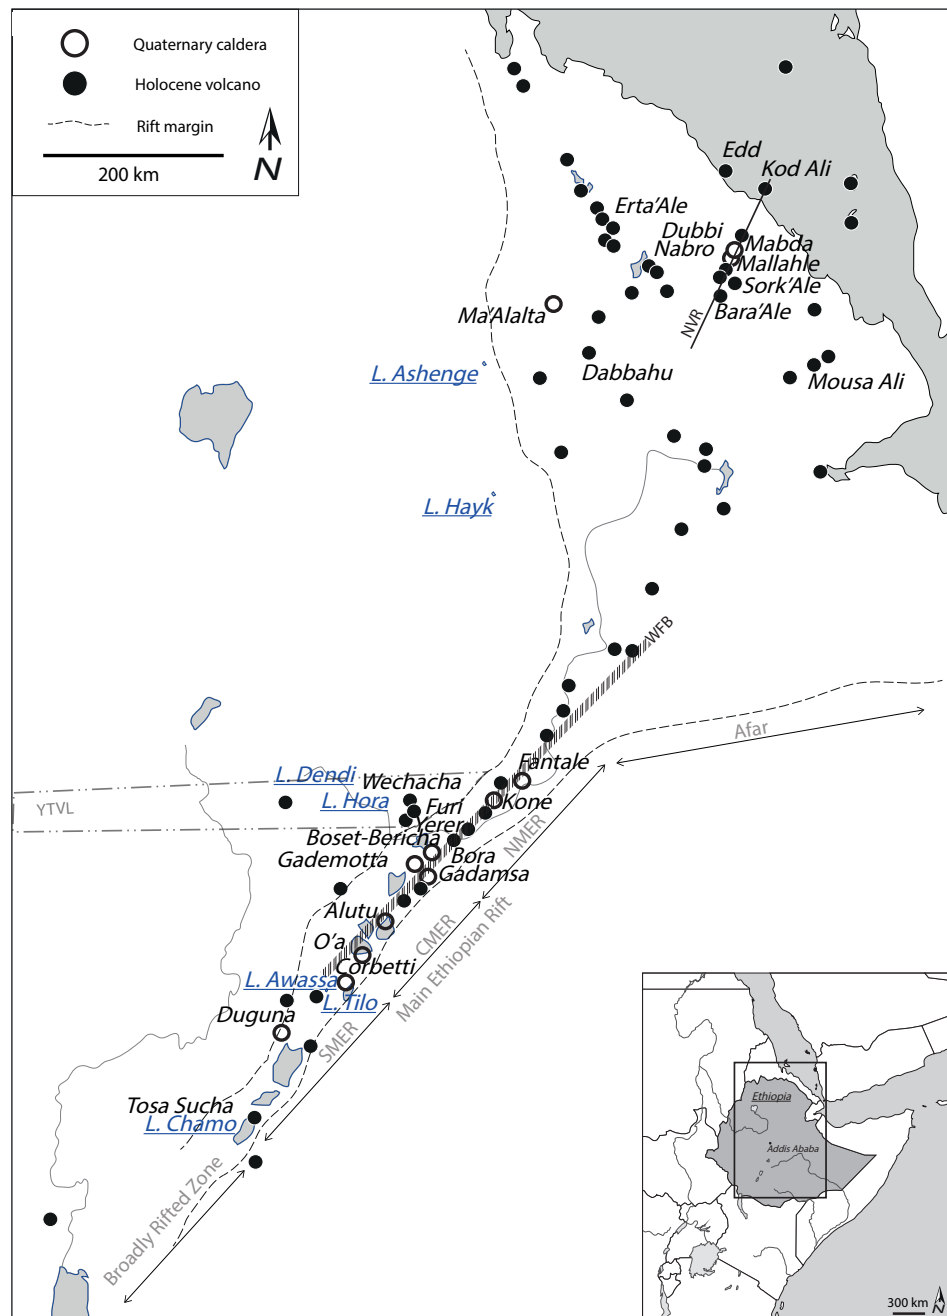 Quaternary caldera
Holocene volcano
Rift margin
200 km
N
Edd
Kod Ali
Erta'Ale
Dubbi
Nabro
Mabda
Mallahle
Sork'Ale
Bara'Ale
NVR
Ma'Alalta
Dabbahu
L. Ashenge
Mousa Ali
L. Hayk
WFB
Afar
Fantale
L. Dendi
Wechacha
YTVL
L. Hora
Furi
Kone
Yerer
NMER
Boset-Bericha
Bora
Gademotta
Gadamsa
Alutu
O'a
CMER
Main Ethiopian Rift
Corbetti
L. Awassa
L. Tilo
Duguna
SMER
Tosa Sucha
L. Chamo
Broadly Rifted Zone
Ethiopia
Addis Ababa
300 km
N